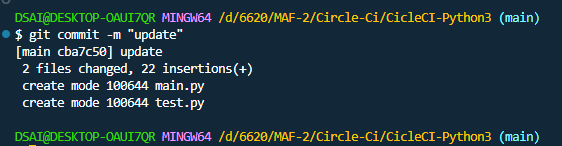 DSAI@DESKTOP-OAUI7QR MINGW64 /d/6620/MAF-2/Circle-Ci/CicleCI-Python3 (main)
$ git commit -m "update"
[main cba7c50] update
 2 files changed, 22 insertions(+)
 create mode 100644 main.py
 create mode 100644 test.py
DSAI@DESKTOP-OAUI7QR MINGW64 /d/6620/MAF-2/Circle-Ci/CicleCI-Python3 (main)